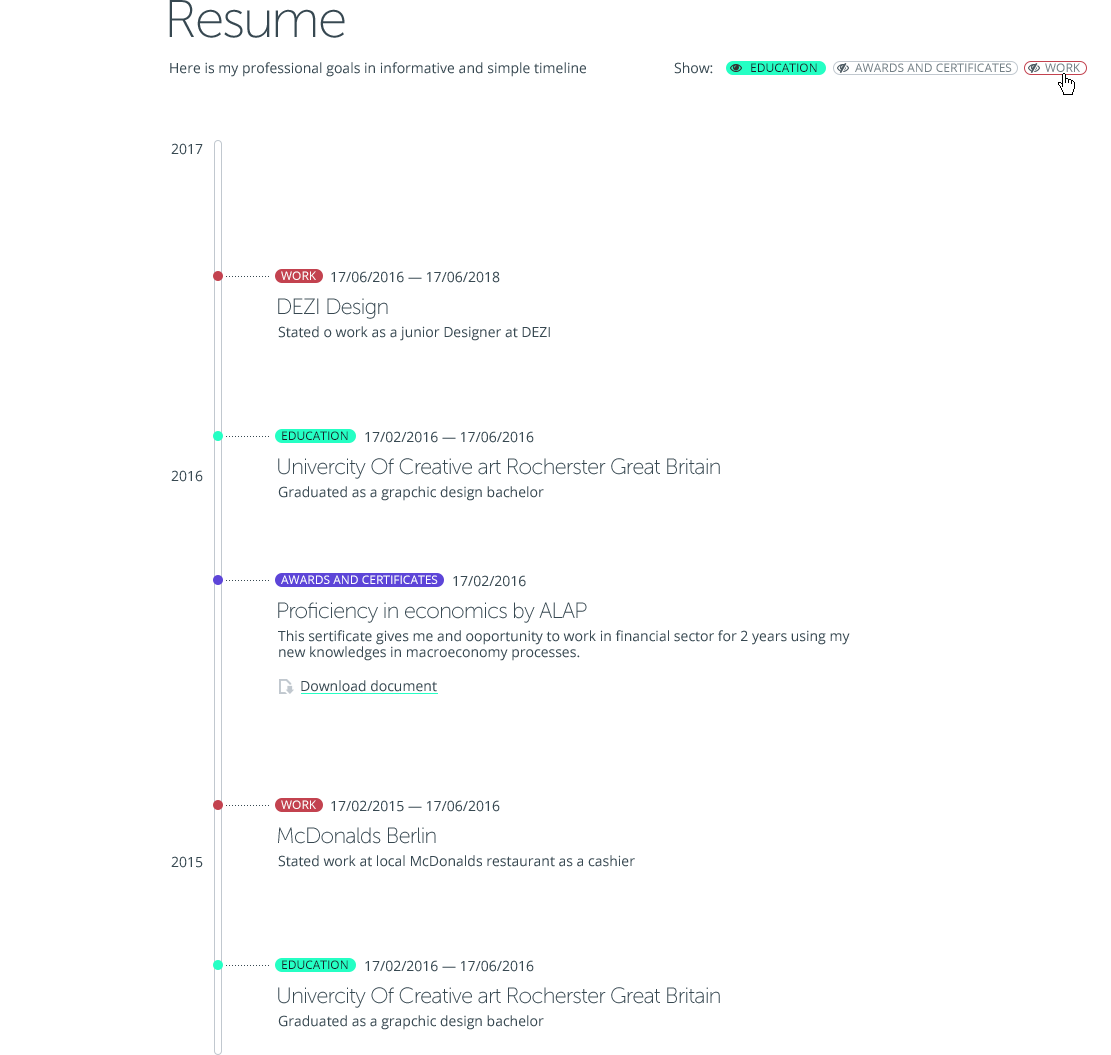 Resume
Here is my professional goals in informative and simple timeline
Show: EDUCATION AWARDS AND CERTIFICATES WORK
2017
WORK 17/06/2016 — 17/06/2018
DEZI Design
Stated o work as a junior Designer at DEZI
EDUCATION 17/02/2016 — 17/06/2016
Univercity Of Creative art Rocherster Great Britain
2016
Graduated as a grapchic design bachelor
AWARDS AND CERTIFICATES 17/02/2016
Proficiency in economics by ALAP
This sertificate gives me and ooportunity to work in financial sector for 2 years using my
new knowledges in macroeconomy processes.
Download document
WORK 17/02/2015 — 17/06/2016
McDonalds Berlin
2015
Stated work at local McDonalds restaurant as a cashier
EDUCATION 17/02/2016 — 17/06/2016
Univercity Of Creative art Rocherster Great Britain
Graduated as a grapchic design bachelor